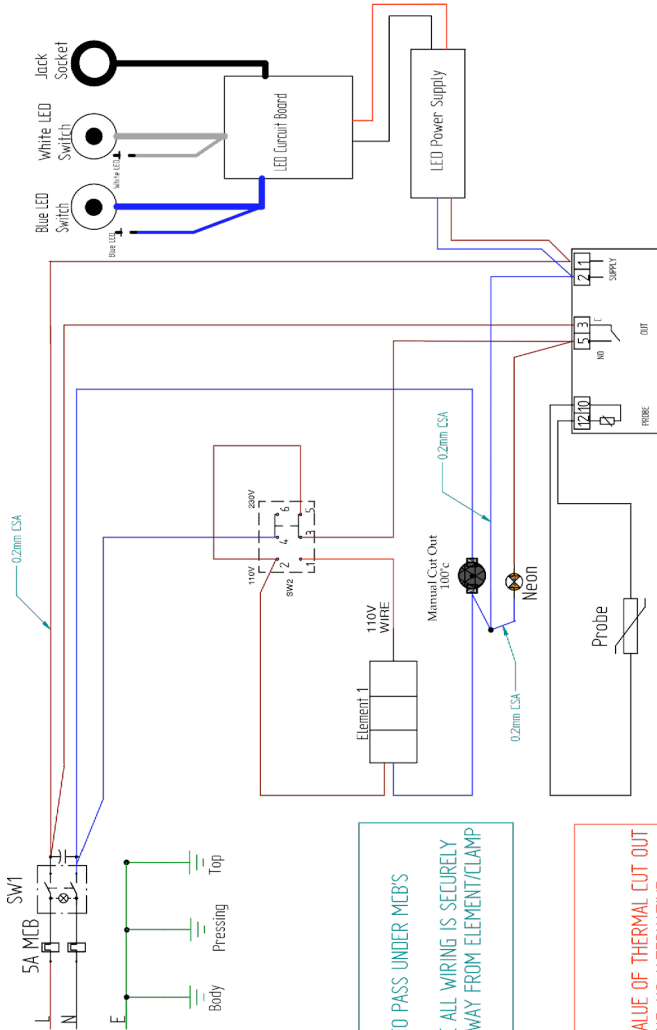 Jack
Socket
White LED
Switch
White LED
Blue LED
Switch
Blue LED
LED Curcuit Board
LED Power Supply
1
2
SUPPLY
3
C
5
NO
OUT
10
12
PROBE
0.2mm CSA
0.2mm CSA
230V
6
5
4
3
110V
2
1
SW2
Manual Cut Out
100°c
110V
WIRE
Element 1
Neon
0.2mm CSA
Probe
SW1
5A MCB
L
N
E
Top
Pressing
Body
TO PASS UNDER MCB'S
ALL WIRING IS SECURELY
WAY FROM ELEMENT/CLAMP
ALUE OF THERMAL CUT OUT